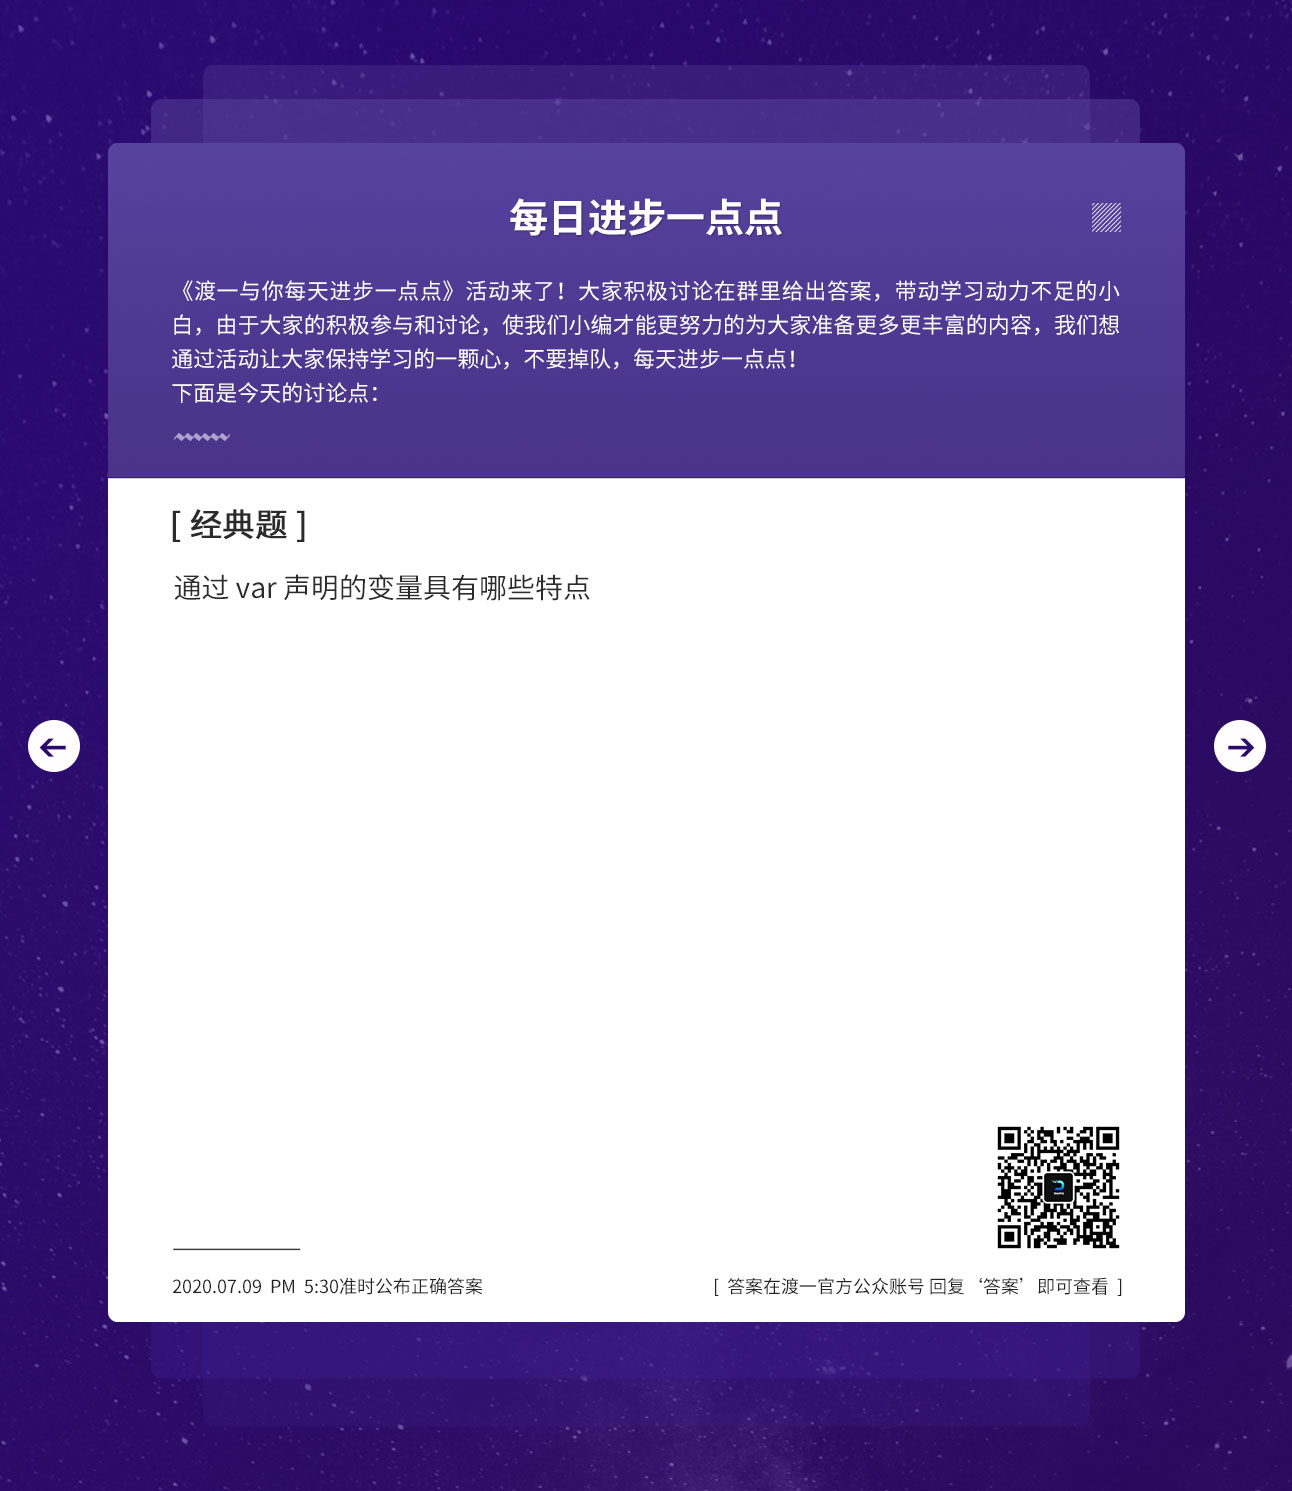 每日进步一点点
《渡一与你每天进步一点点》活动来了！大家积极讨论在群里给出答案，带动学习动力不足的小
白，由于大家的积极参与和讨论，使我们小编才能更努力的为大家准备更多更丰富的内容，我们想
通过活动让大家保持学习的一颗心，不要掉队，每天进步一点点！
下面是今天的讨论点：
[ 经典题 ]
通过 var 声明的变量具有哪些特点
2020.07.09 PM 5:30准时公布正确答案
[ 答案在渡一官方公众账号 回复‘答案’即可查看 ]